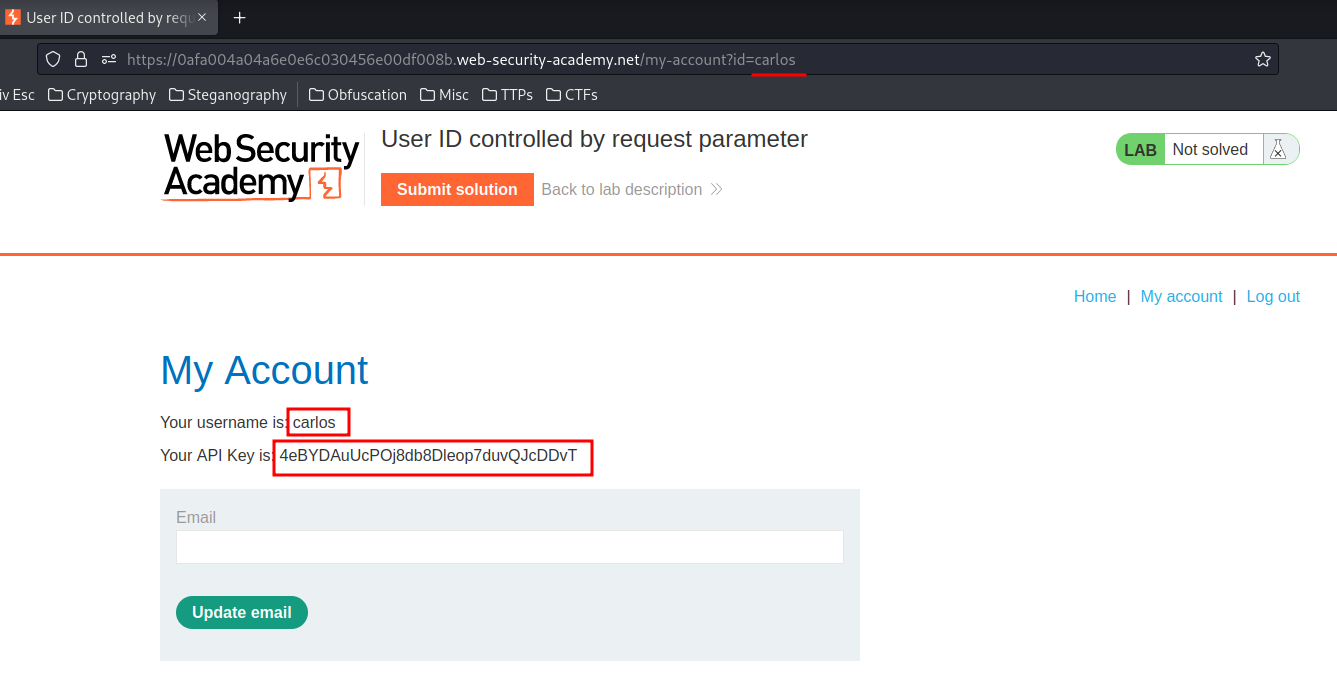 User ID controlled by requ
https://0afa004a04a6e0e6c030456e00df008b.web-security-academy.net/my-account?id=carlos
iv Esc Cryptography Steganography Obfuscation Misc TTPs CTFs
WebSecurity
Academy
User ID controlled by request parameter
LAB Not solved
Submit solution Back to lab description
Home | My account | Log out
My Account
Your username is: carlos
Your API Key is: 4eBYDAuUcPOj8db8Dleop7duvQJcDDvT
Email
Update email